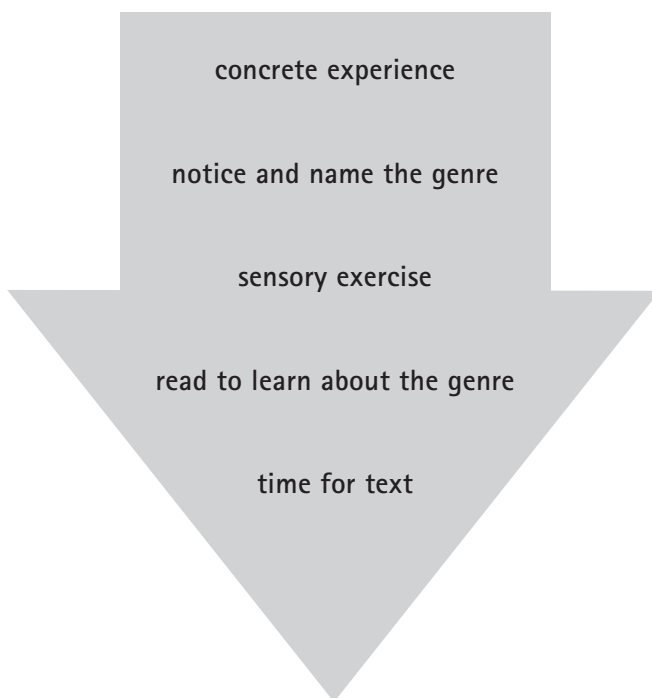 concrete experience
notice and name the genre
sensory exercise
read to learn about the genre
time for text